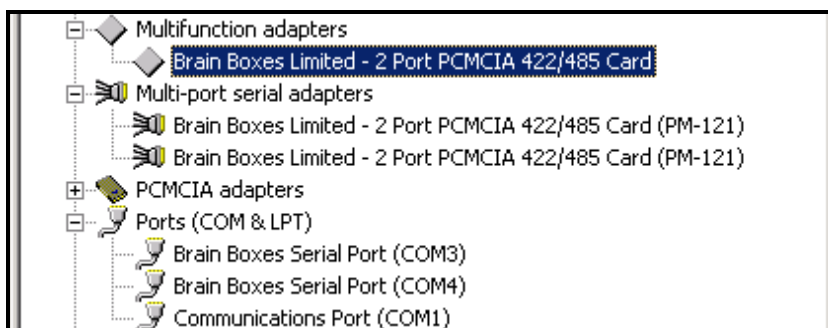 Multifunction adapters
Brain Boxes Limited - 2 Port PCMCIA 422/485 Card
Multi-port serial adapters
Brain Boxes Limited - 2 Port PCMCIA 422/485 Card (PM-121)
Brain Boxes Limited - 2 Port PCMCIA 422/485 Card (PM-121)
PCMCIA adapters
Ports (COM & LPT)
Brain Boxes Serial Port (COM3)
Brain Boxes Serial Port (COM4)
Communications Port (COM1)